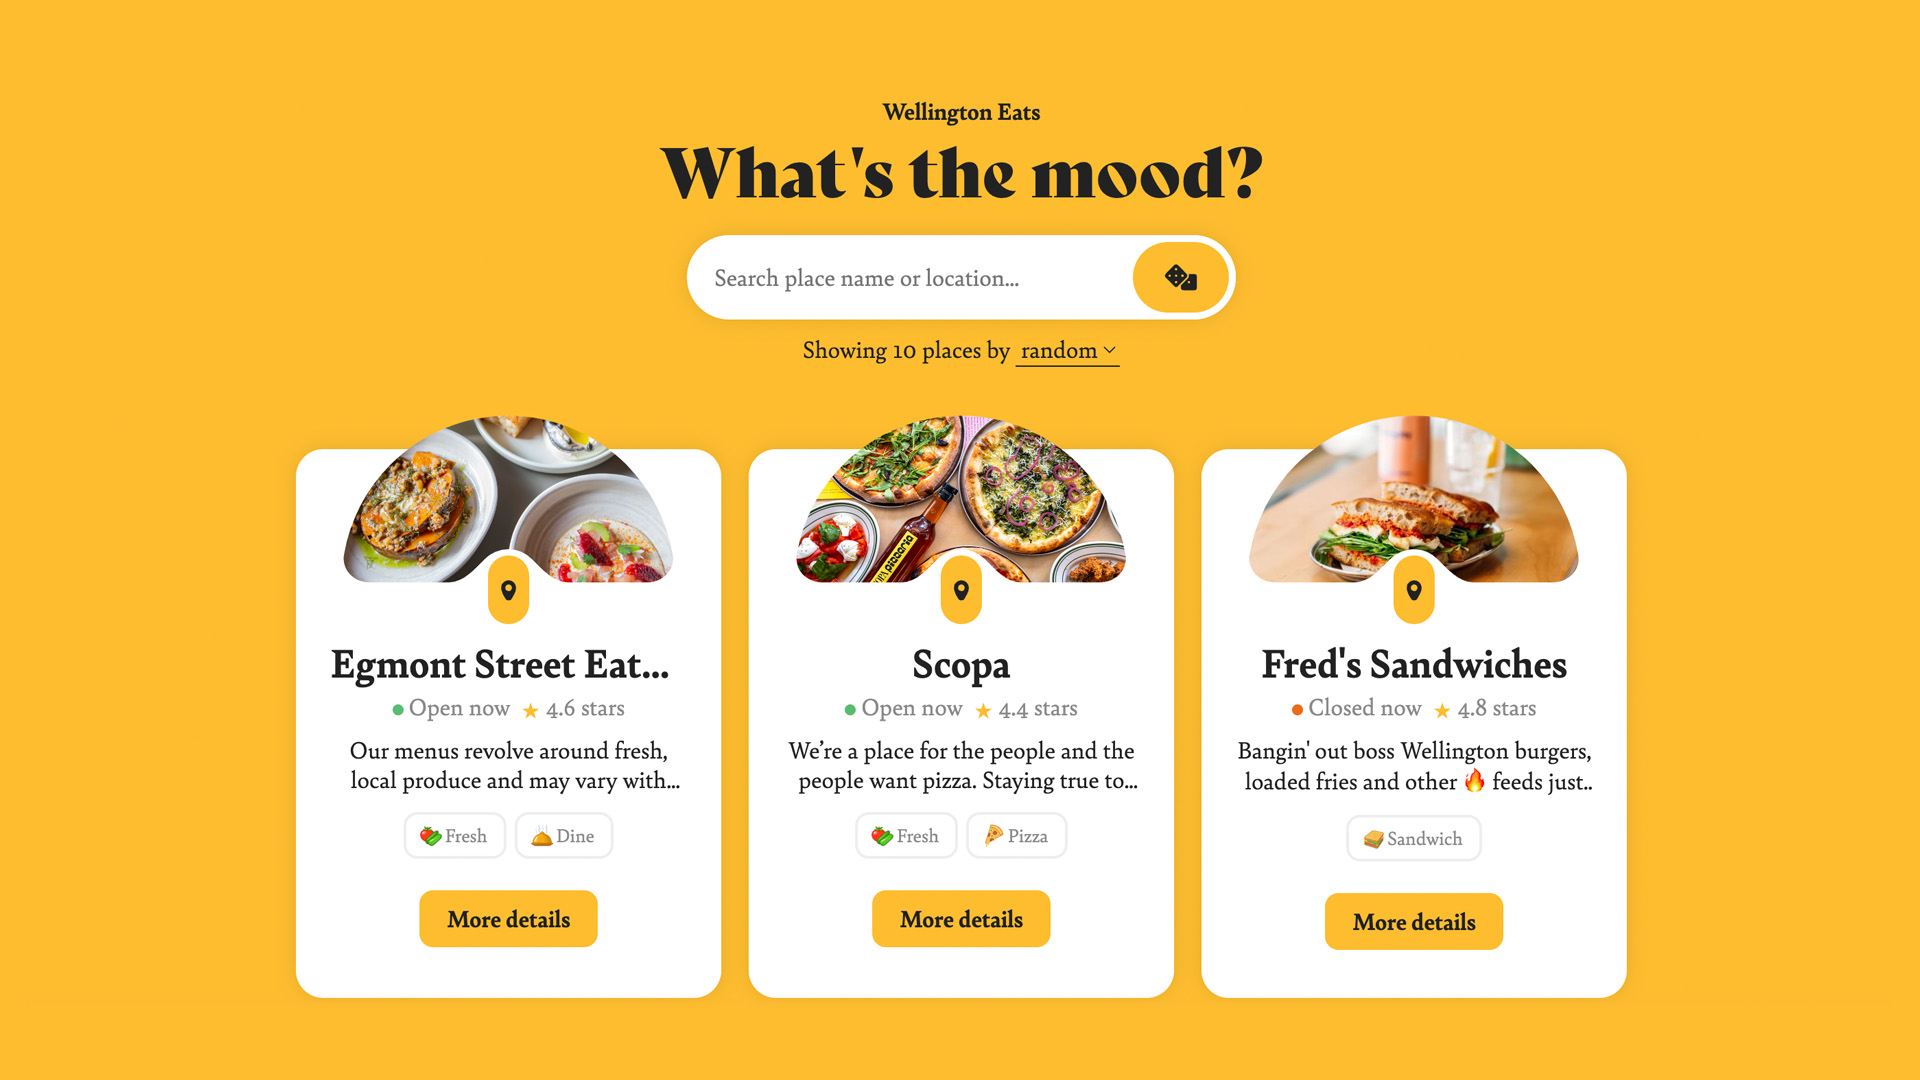 Wellington Eats
What's the mood?
Search place name or location...
Showing 10 places by random
Egmont Street Eat...
Open now 4.6 stars
Our menus revolve around fresh,
local produce and may vary with...
Fresh Dine
More details
pizzeria
Scopa
Open now 4.4 stars
We’re a place for the people and the
people want pizza. Staying true to...
Fresh Pizza
More details
Fred's Sandwiches
Closed now 4.8 stars
Bangin' out boss Wellington burgers,
loaded fries and other 🔥 feeds just..
Sandwich
More details